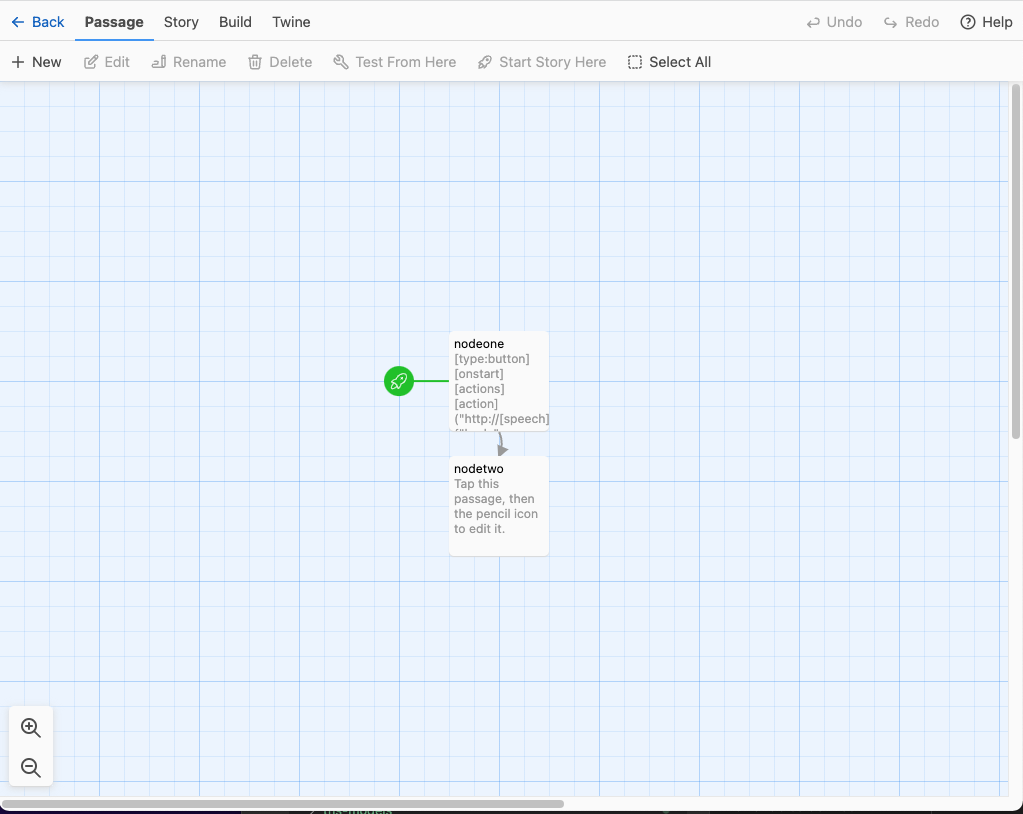 Back Passage Story Build Twine Undo Redo Help
New Edit Rename Delete Test From Here Start Story Here Select All
nodeone
[type:button]
[onstart]
[actions]
[action]
("http://[speech]
nodetwo
Tap this
passage, then
the pencil icon
to edit it.